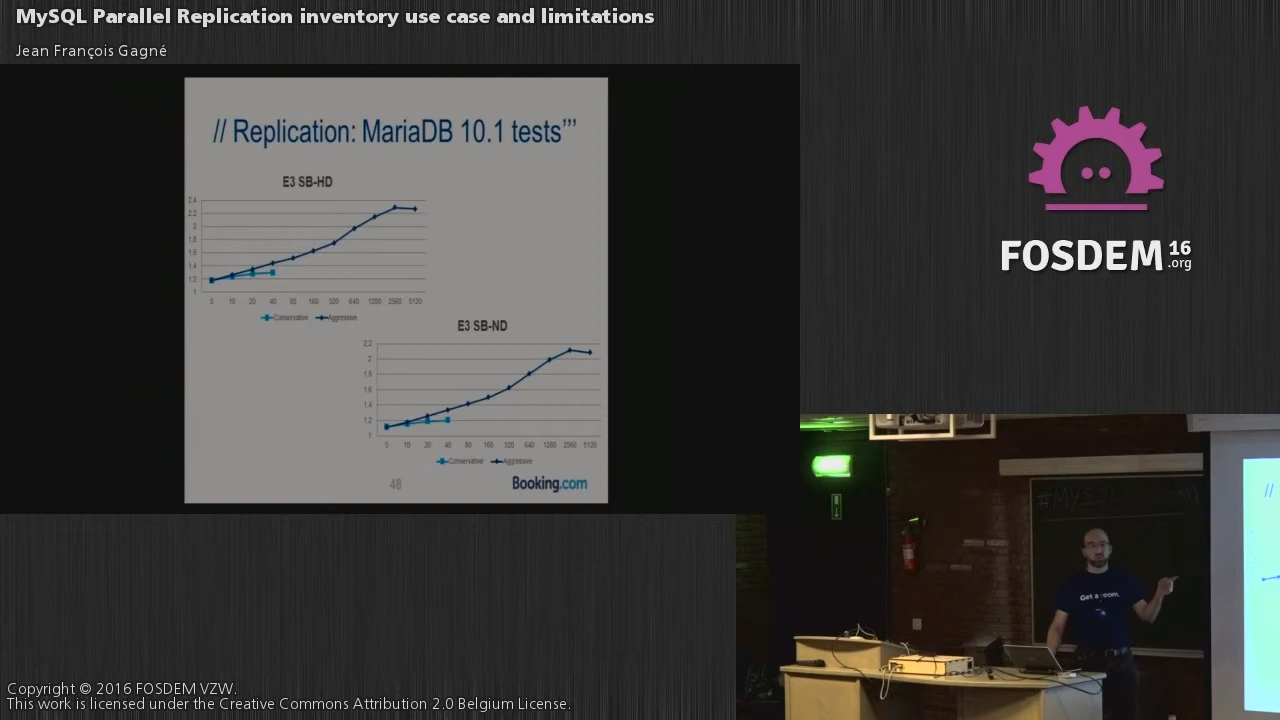 MySQL Parallel Replication inventory use case and limitations
Jean François Gagné
// Replication: MariaDB 10.1 tests’’’
E3 SB-HD
2.4
2.2
2
1.8
1.6
1.4
1.2
1
5 10 20 40 80 160 320 640 1280 2560 5120
Conservative Aggressive
E3 SB-ND
2.2
2
1.8
1.6
1.4
1.2
1
5 10 20 40 80 160 320 640 1280 2560 5120
Conservative Aggressive
48
Booking.com
FOSDEM 16
.org
Get a room.
//
Copyright © 2016 FOSDEM VZW.
This work is licensed under the Creative Commons Attribution 2.0 Belgium License.